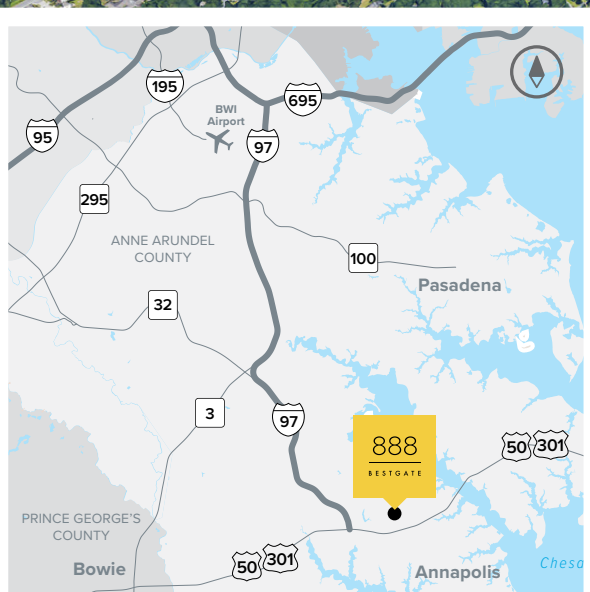 195
695
BWI
Airport
95
97
295
ANNE ARUNDEL
COUNTY
100
Pasadena
32
3
97
888
BESTGATE
50 301
PRINCE GEORGE'S
COUNTY
50 301
Bowie
Annapolis
Chesa